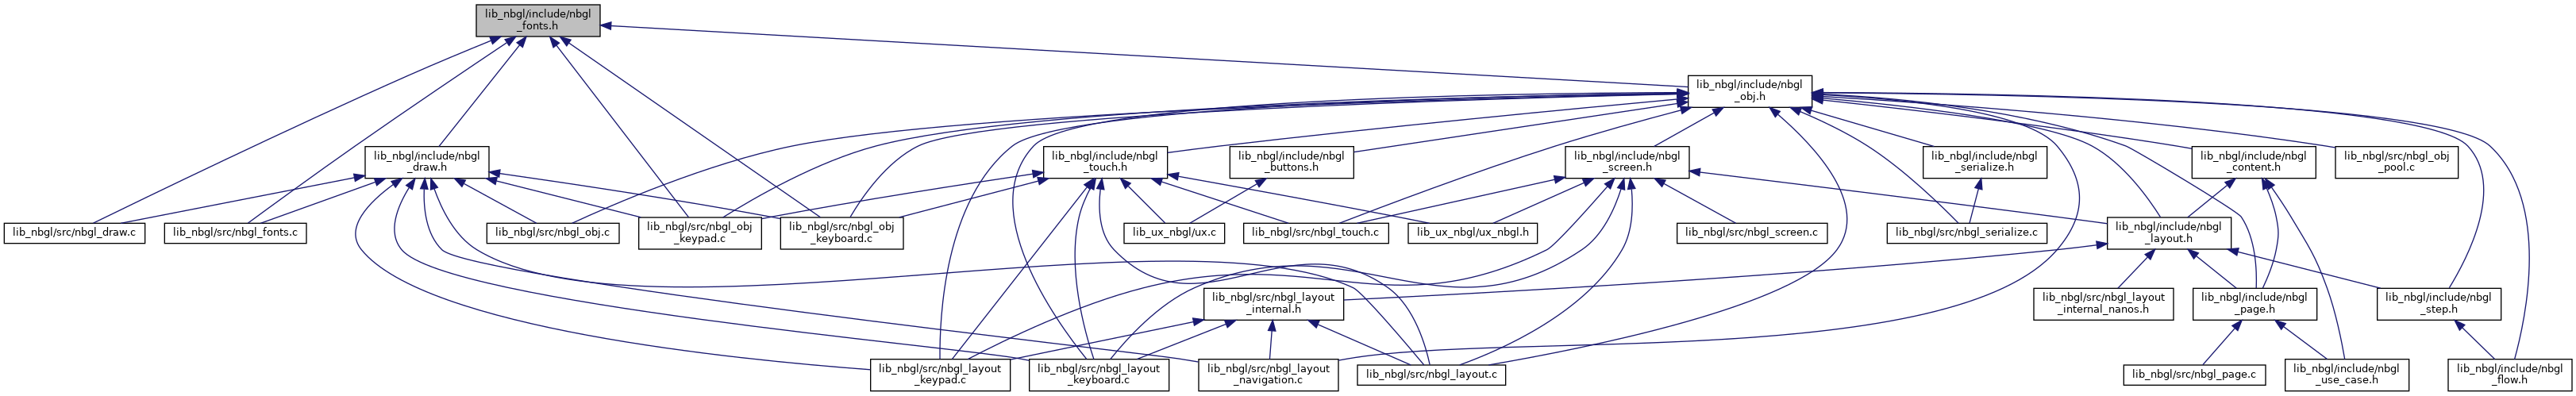 lib_nbgl/include/nbgl
_fonts.h
lib_nbgl/include/nbgl
_obj.h
lib_nbgl/include/nbgl
_draw.h
lib_nbgl/include/nbgl
_touch.h
lib_nbgl/include/nbgl
_buttons.h
lib_nbgl/include/nbgl
_screen.h
lib_nbgl/include/nbgl
_serialize.h
lib_nbgl/include/nbgl
_content.h
lib_nbgl/src/nbgl_obj
_pool.c
lib_nbgl/src/nbgl_draw.c
lib_nbgl/src/nbgl_fonts.c
lib_nbgl/src/nbgl_obj.c
lib_nbgl/src/nbgl_obj
_keypad.c
lib_nbgl/src/nbgl_obj
_keyboard.c
lib_ux_nbgl/ux.c
lib_nbgl/src/nbgl_touch.c
lib_ux_nbgl/ux_nbgl.h
lib_nbgl/src/nbgl_screen.c
lib_nbgl/src/nbgl_serialize.c
lib_nbgl/include/nbgl
_layout.h
lib_nbgl/src/nbgl_layout
_internal.h
lib_nbgl/src/nbgl_layout
_internal_nanos.h
lib_nbgl/include/nbgl
_page.h
lib_nbgl/include/nbgl
_step.h
lib_nbgl/src/nbgl_layout
_keypad.c
lib_nbgl/src/nbgl_layout
_keyboard.c
lib_nbgl/src/nbgl_layout
_navigation.c
lib_nbgl/src/nbgl_layout.c
lib_nbgl/src/nbgl_page.c
lib_nbgl/include/nbgl
_use_case.h
lib_nbgl/include/nbgl
_flow.h